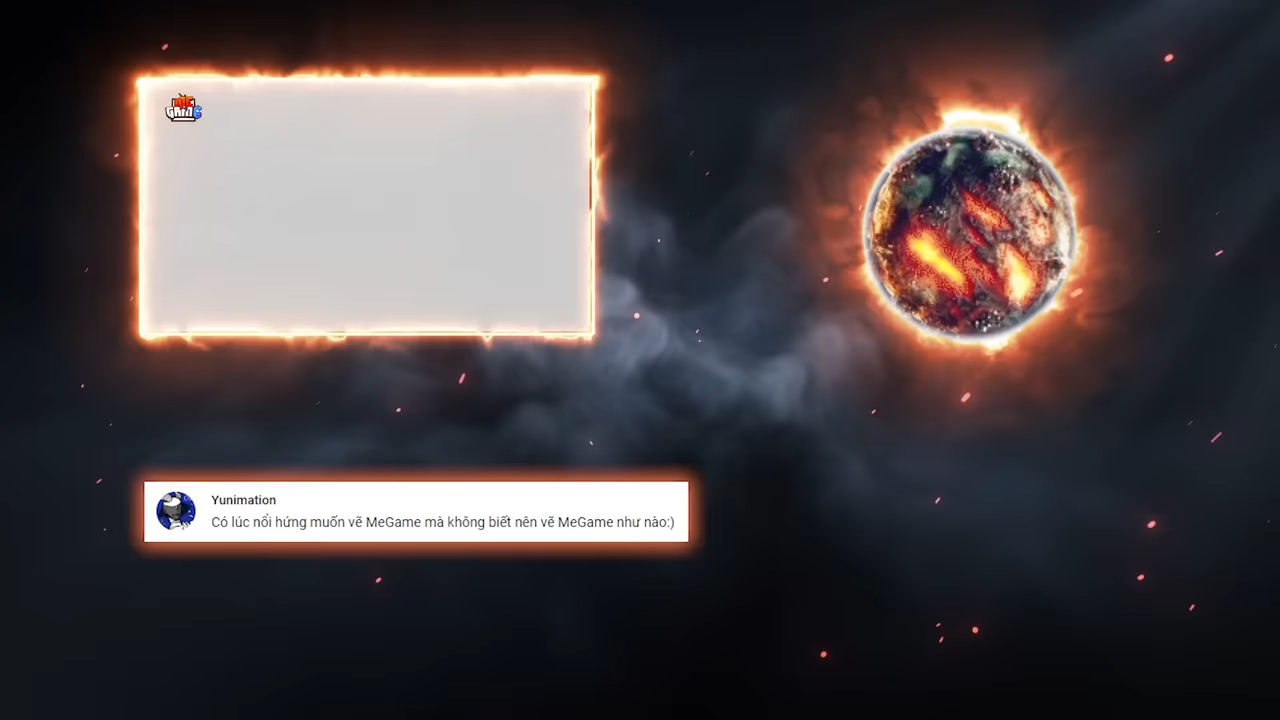 Yunimation
Có lúc nổi hứng muốn vẽ MeGame mà không biết nên vẽ MeGame như nào:)